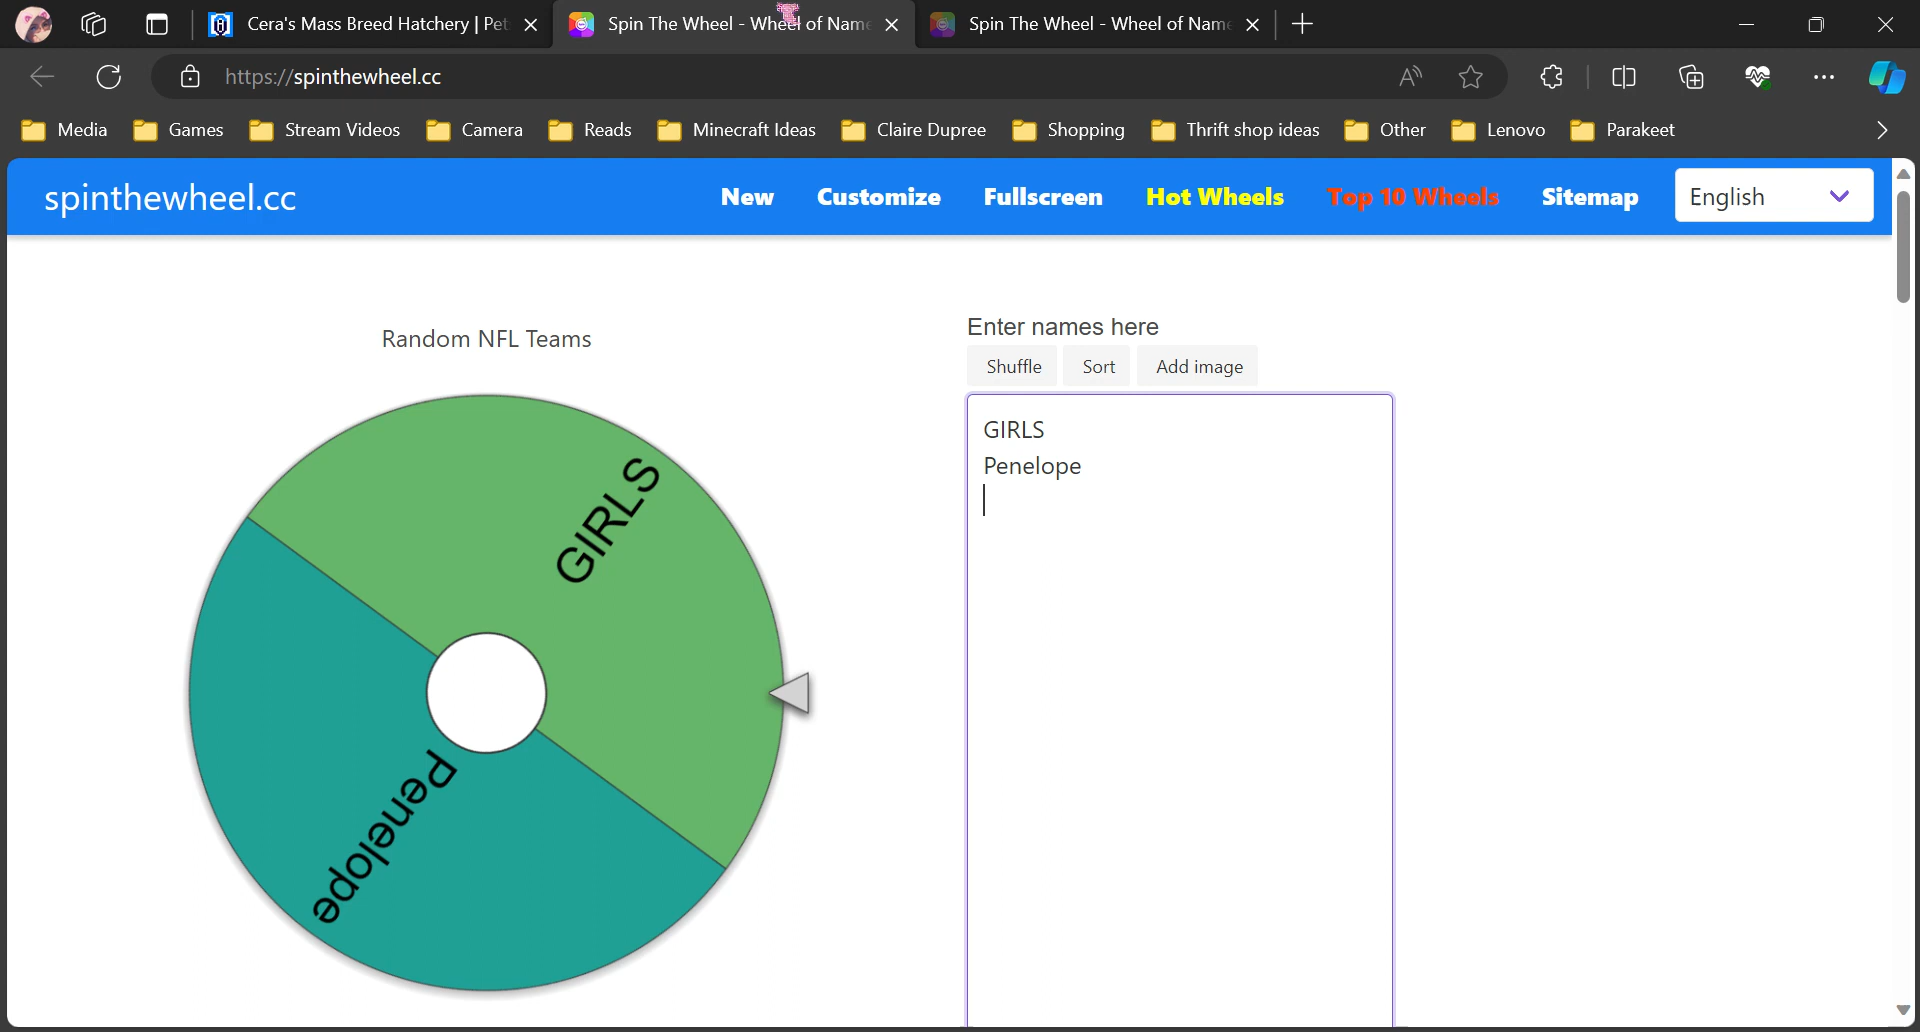 Cera's Mass Breed Hatchery | Pet
Spin The Wheel - Wheel of Name
Spin The Wheel - Wheel of Name
https://spinthewheel.cc
Media
Games
Stream Videos
Camera
Reads
Minecraft Ideas
Claire Dupree
Shopping
Thrift shop ideas
Other
Lenovo
Parakeet
spinthewheel.cc
New
Customize
Fullscreen
Hot Wheels
Top 10 Wheels
Sitemap
English
Random NFL Teams
Enter names here
Shuffle
Sort
Add image
GIRLS
Penelope
GIRLS
Penelope